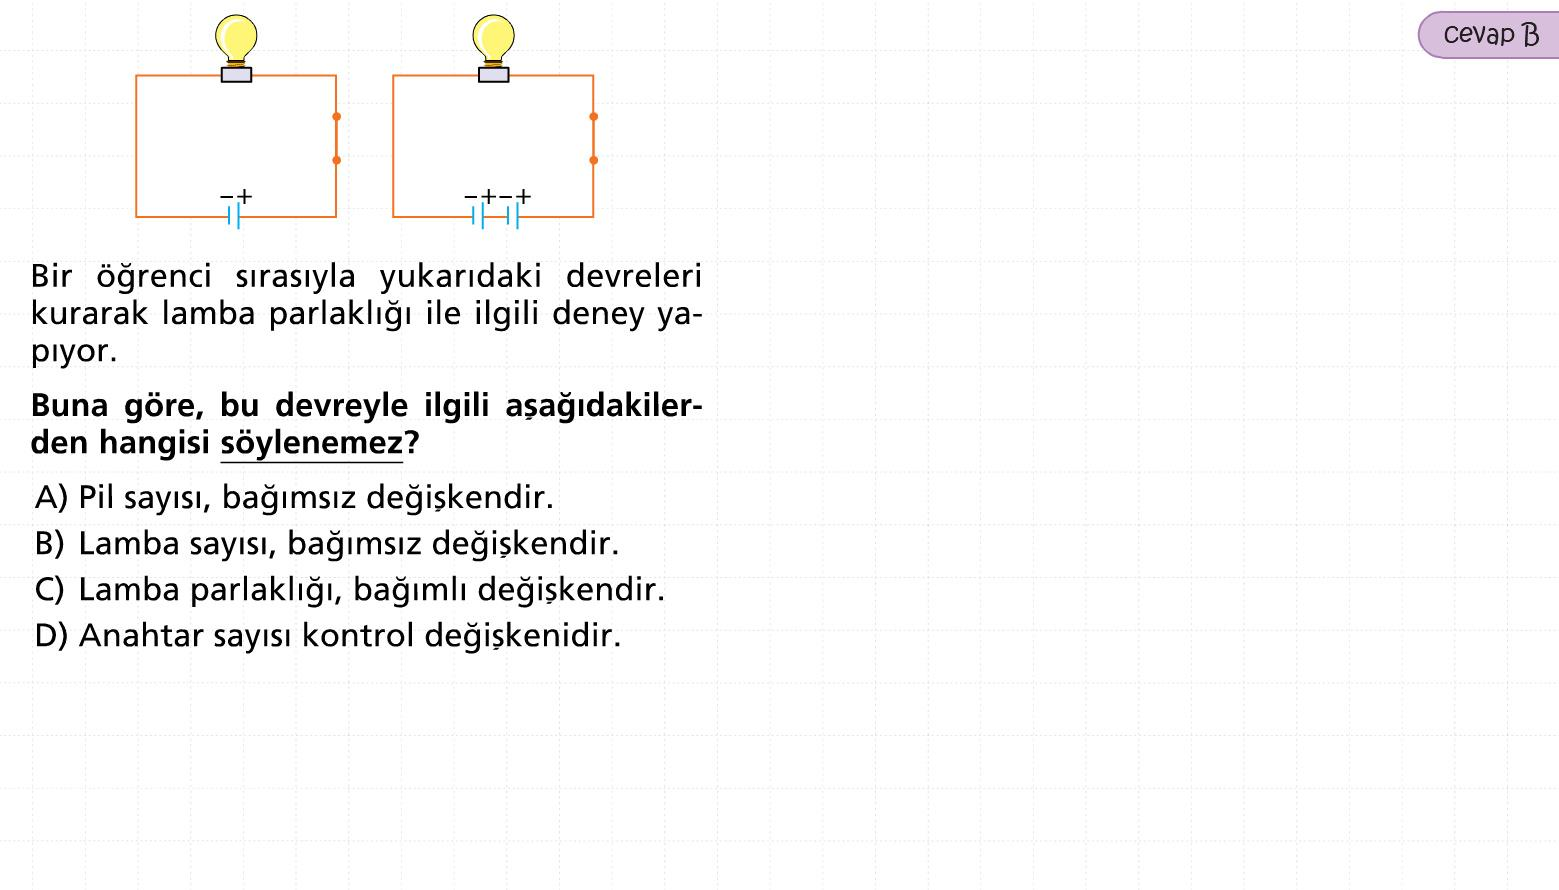 cevap B
-+
-+-+
Bir öğrenci sırasıyla yukarıdaki devreleri
kurarak lamba parlaklığı ile ilgili deney ya-
pıyor.
Buna göre, bu devreyle ilgili aşağıdakiler-
den hangisi söylenemez?
A) Pil sayısı, bağımsız değişkendir.
B) Lamba sayısı, bağımsız değişkendir.
C) Lamba parlaklığı, bağımlı değişkendir.
D) Anahtar sayısı kontrol değişkenidir.